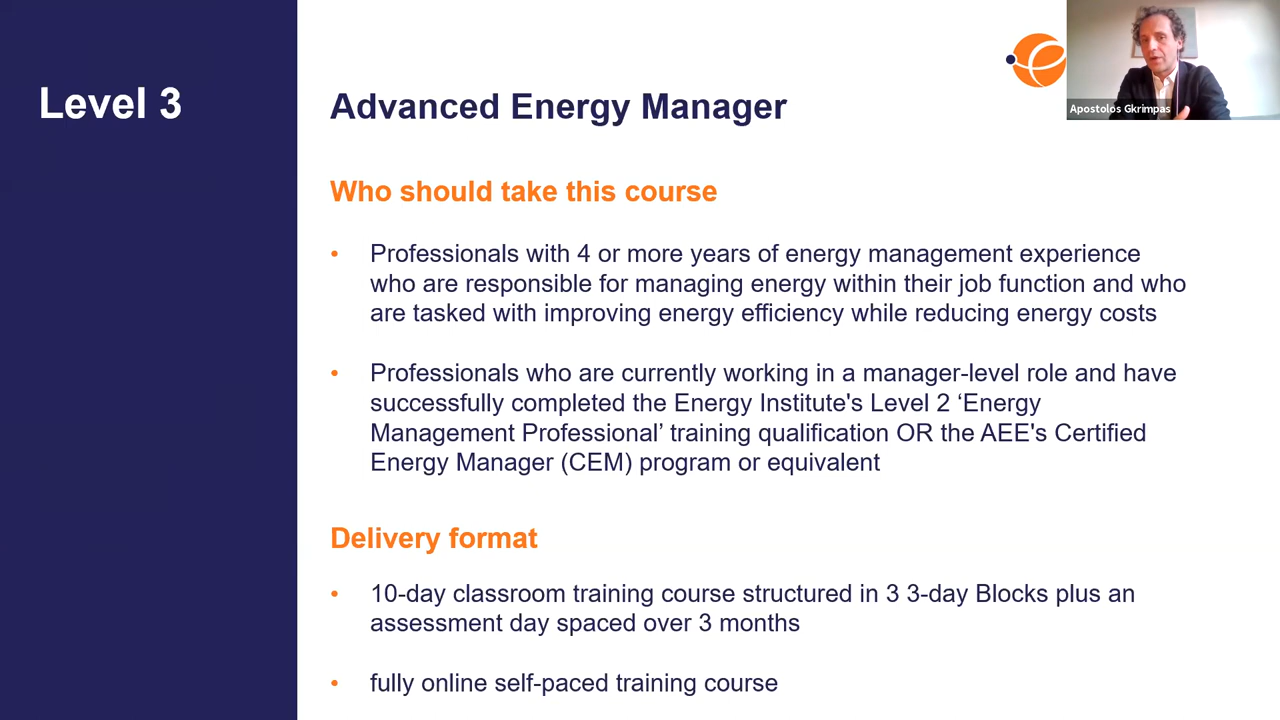 Level 3
Advanced Energy Manager
Apostolos Gkrimpas
Who should take this course
• Professionals with 4 or more years of energy management experience
who are responsible for managing energy within their job function and who
are tasked with improving energy efficiency while reducing energy costs
• Professionals who are currently working in a manager-level role and have
successfully completed the Energy Institute's Level 2 ‘Energy
Management Professional’ training qualification OR the AEE's Certified
Energy Manager (CEM) program or equivalent
Delivery format
• 10-day classroom training course structured in 3 3-day Blocks plus an
assessment day spaced over 3 months
• fully online self-paced training course